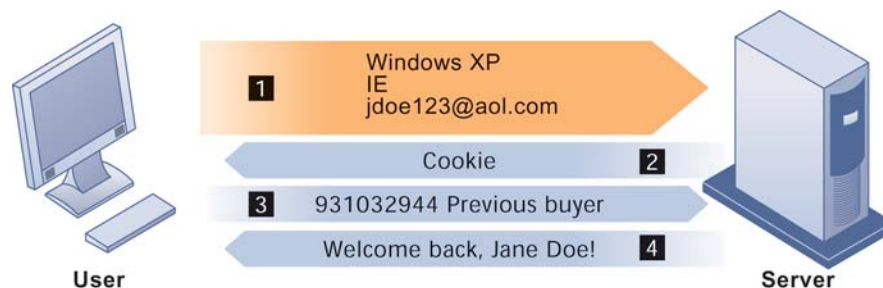 1
Windows XP
IE
jdoe123@aol.com
Cookie 2
3 931032944 Previous buyer
Welcome back, Jane Doe! 4
User
Server